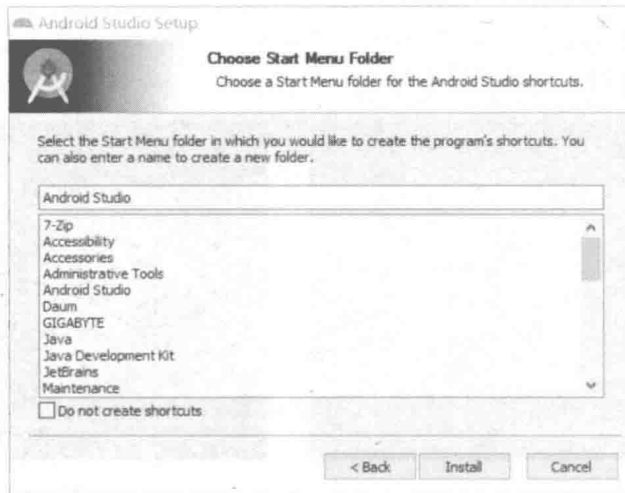 Android Studio Setup
Choose Start Menu Folder
Choose a Start Menu folder for the Android Studio shortcuts.
Select the Start Menu folder in which you would like to create the program's shortcuts. You
can also enter a name to create a new folder.
Android Studio
7-Zip
Accessibility
Accessories
Administrative Tools
Android Studio
Daum
GIGABYTE
Java
Java Development Kit
JetBrains
Maintenance
Do not create shortcuts
< Back
Install
Cancel